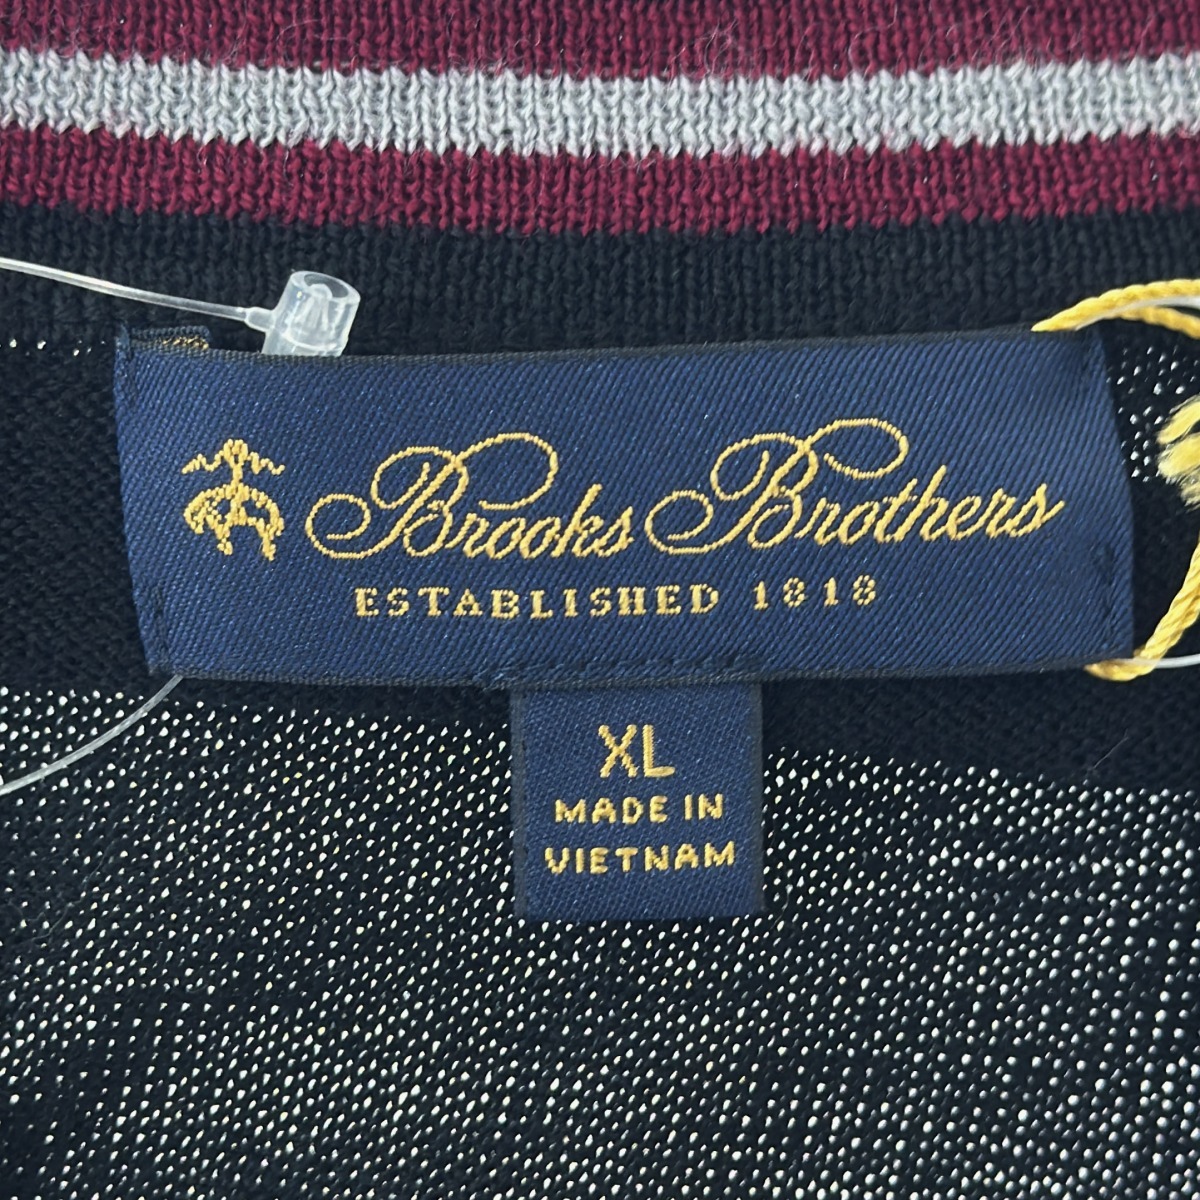 Brooks Brothers
ESTABLISHED 1818
XL
MADE IN
VIETNAM